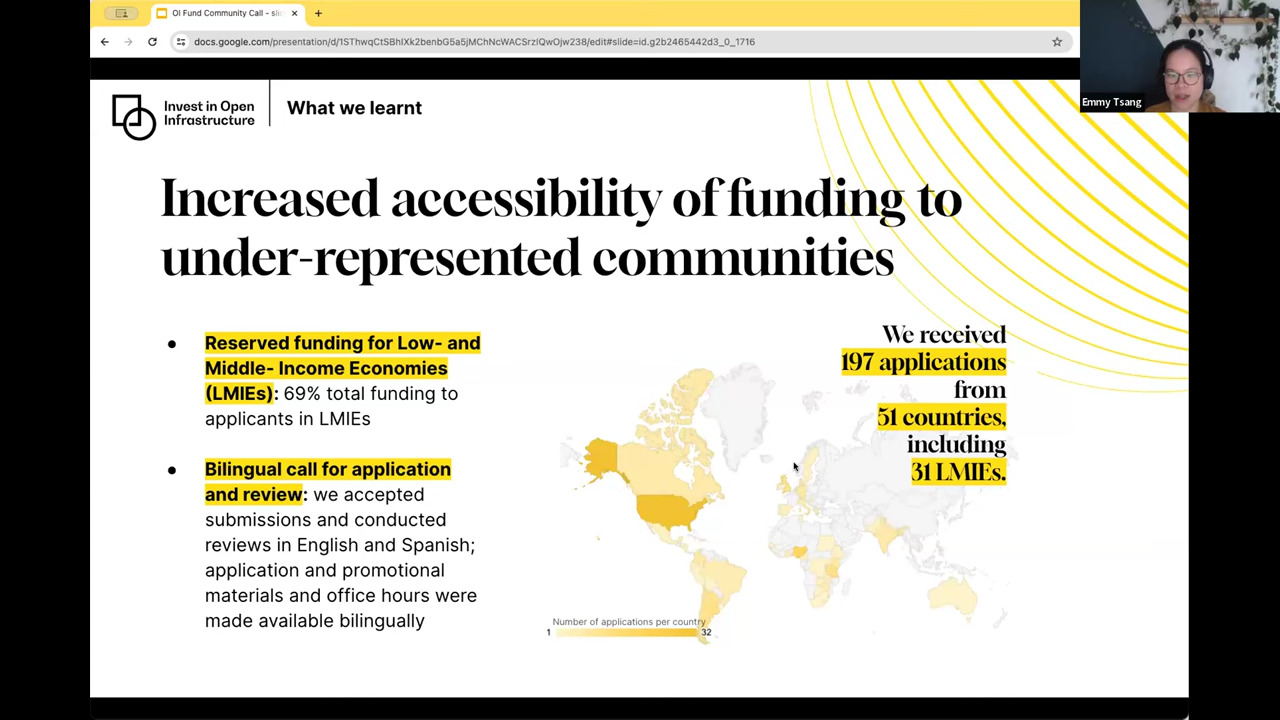 OI Fund Community Call - sli
docs.google.com/presentation/d/1SThwqCtSBhIXk2benbG5a5jMChNcWACSrzIQwOjw238/edit#slide=id.g2b2465442d3_0_1716
Emmy Tsang
Invest in Open
Infrastructure
What we learnt
Increased accessibility of funding to
under-represented communities
● Reserved funding for Low- and
Middle- Income Economies
(LMIEs): 69% total funding to
applicants in LMIEs
● Bilingual call for application
and review: we accepted
submissions and conducted
reviews in English and Spanish;
application and promotional
materials and office hours were
made available bilingually
We received
197 applications
from
51 countries,
including
31 LMIEs.
Number of applications per country
1 32